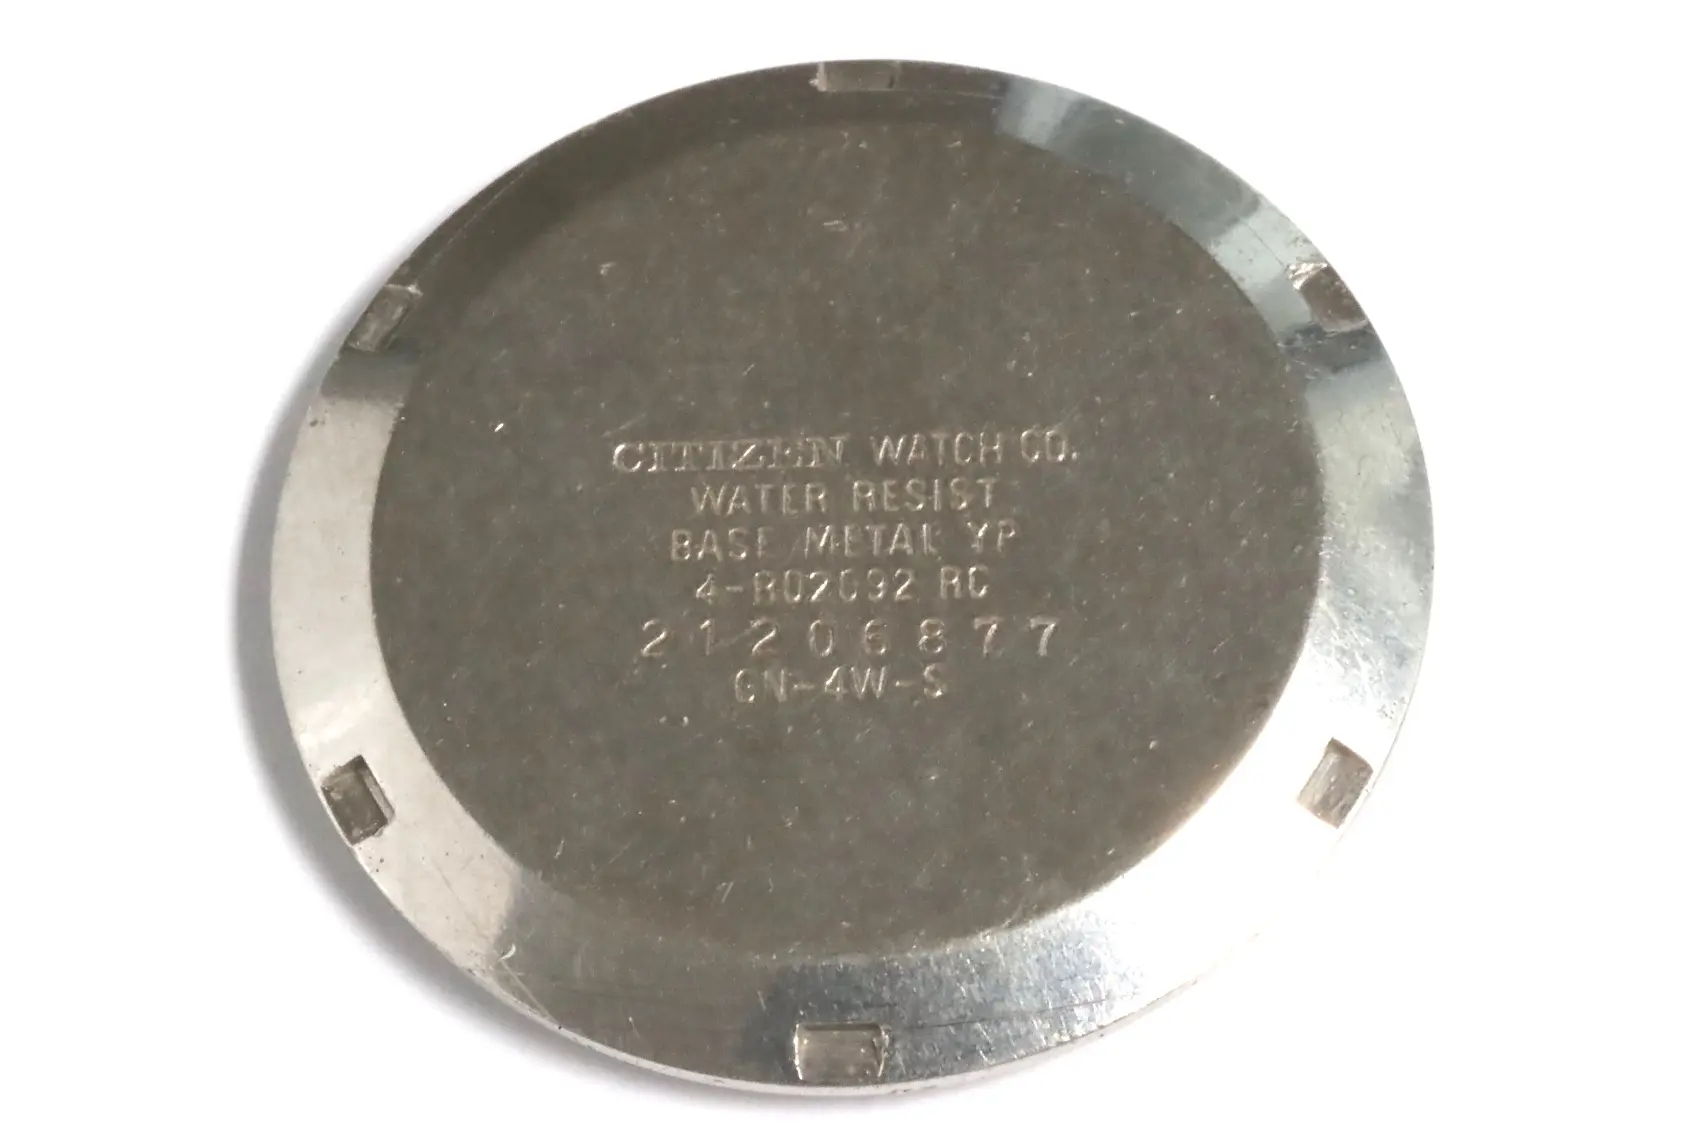 CITIZEN WATCH CO.
WATER RESIST
BASE METAL YP
4-R02092 RC
21206877
GN-4W-S